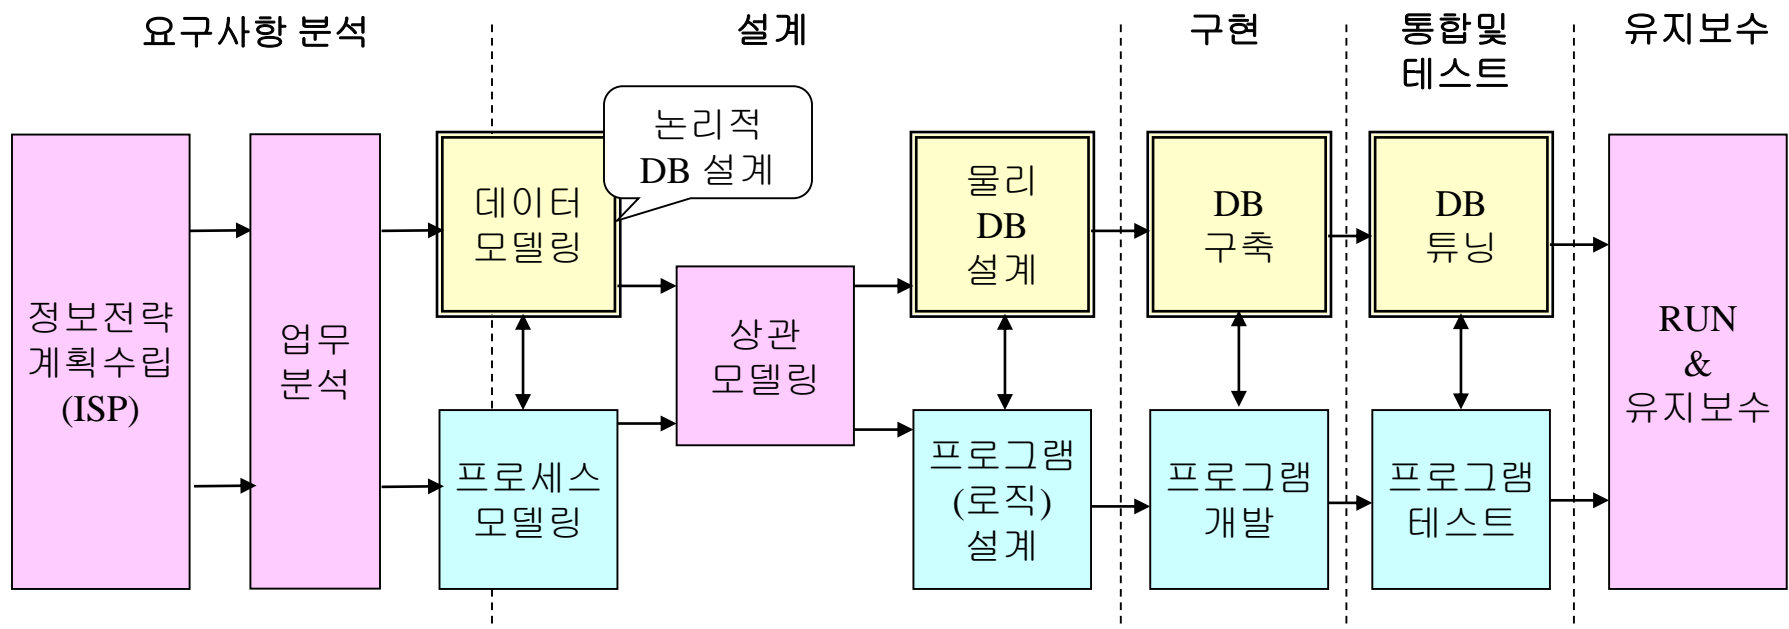 요구사항 분석
설계
구현
통합및
테스트
유지보수
정보전략
계획수립
(ISP)
업무
분석
데이터
모델링
논리적
DB 설계
프로세스
모델링
상관
모델링
물리
DB
설계
프로그램
(로직)
설계
DB
구축
프로그램
개발
DB
튜닝
프로그램
테스트
RUN
&
유지보수